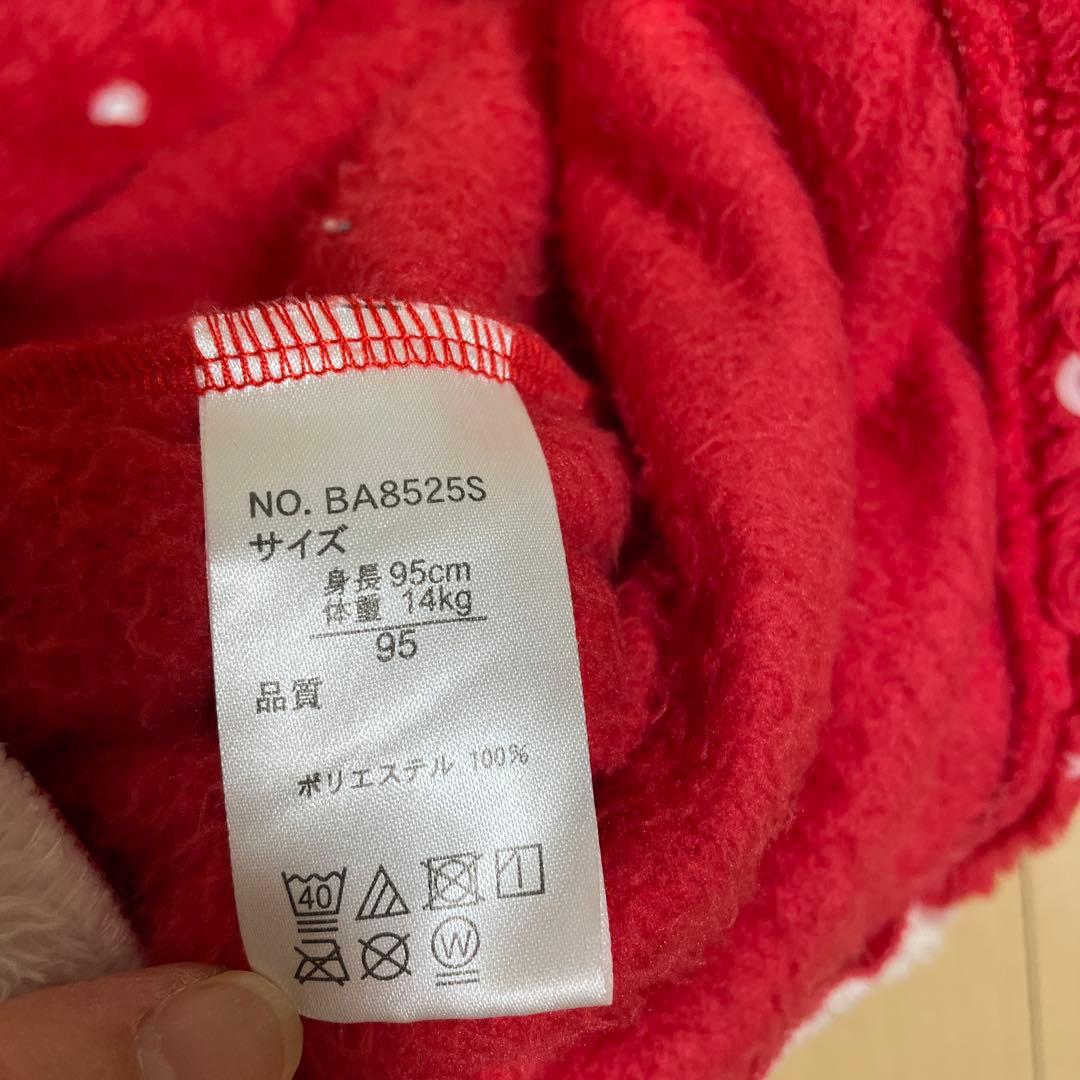 NO. BA8525S
サイズ
身長 95cm
体重 14kg
95
品質
ポリエステル 100%
40
W